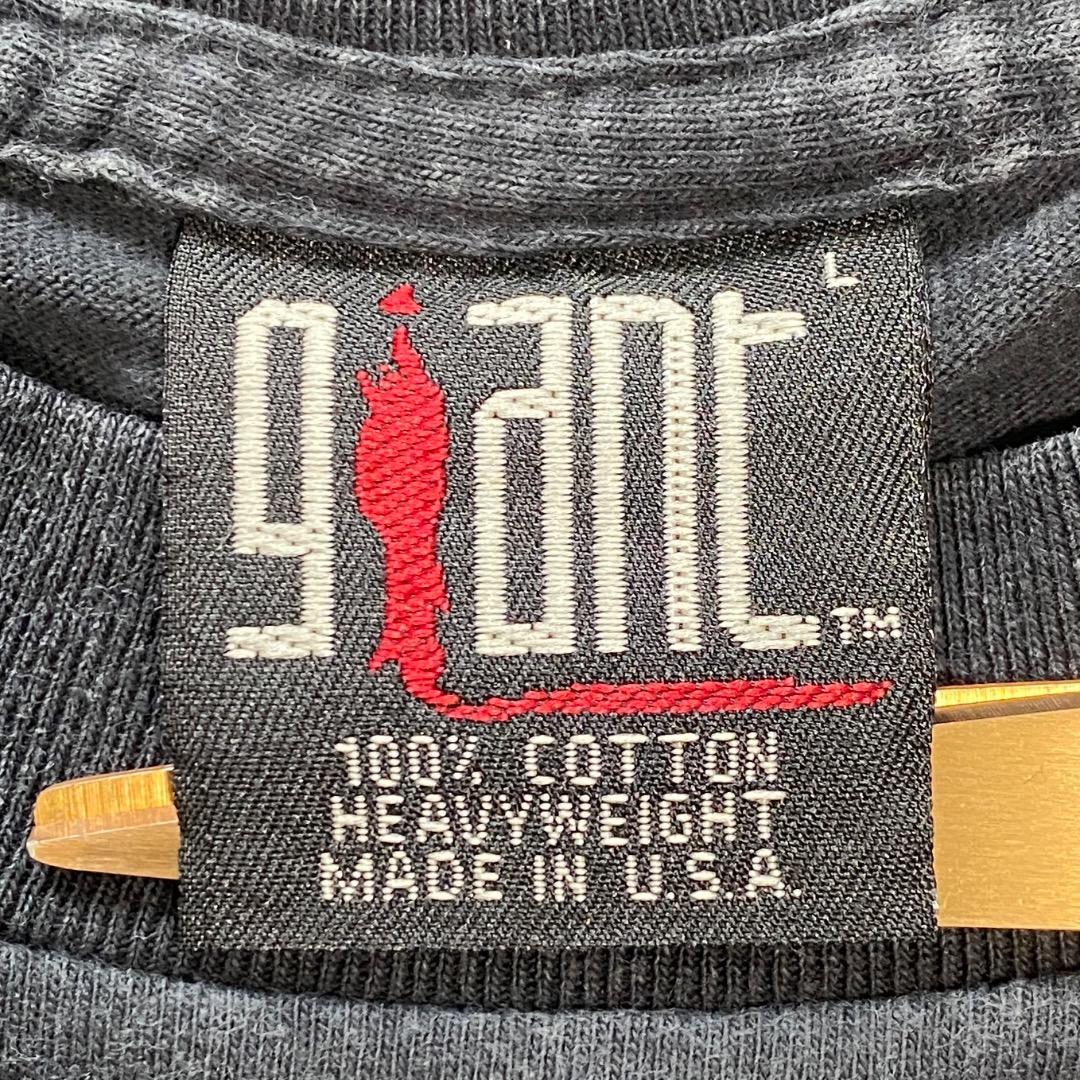 L
giant™
100% COTTON
HEAVYWEIGHT
MADE IN U.S.A.